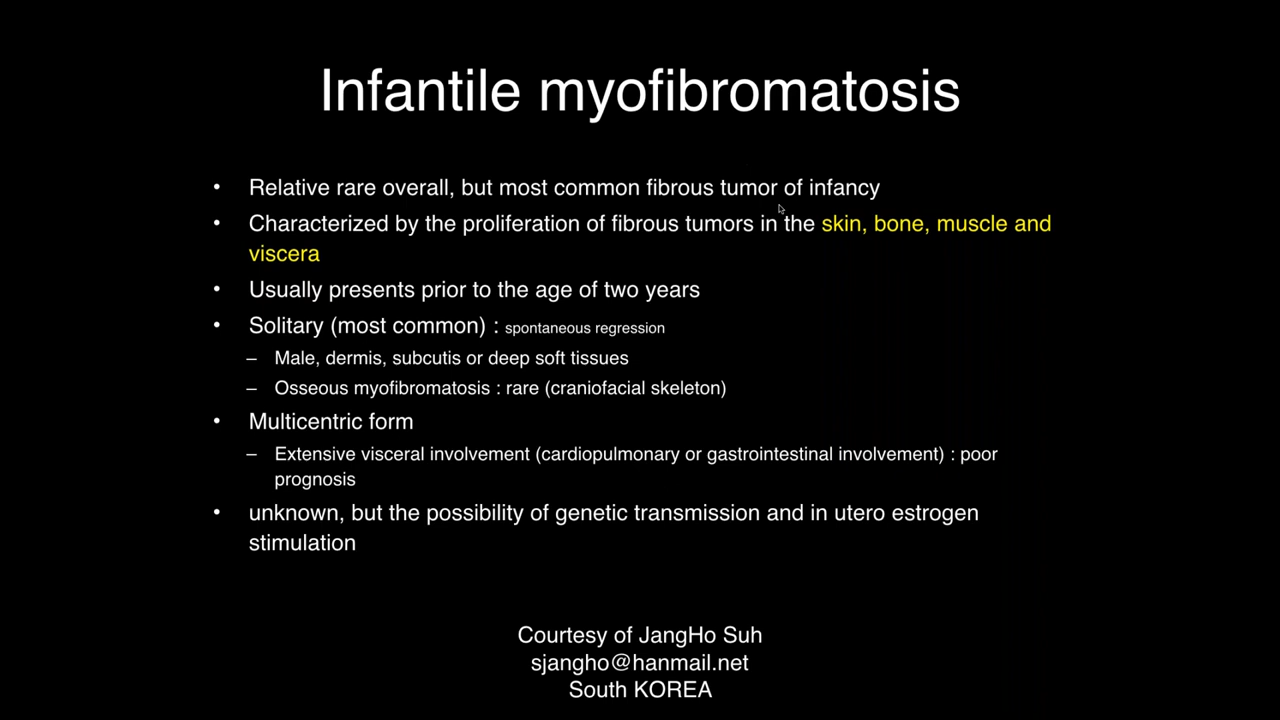 Infantile myofibromatosis
• Relative rare overall, but most common fibrous tumor of infancy
• Characterized by the proliferation of fibrous tumors in the skin, bone, muscle and
viscera
• Usually presents prior to the age of two years
• Solitary (most common) : spontaneous regression
– Male, dermis, subcutis or deep soft tissues
– Osseous myofibromatosis : rare (craniofacial skeleton)
• Multicentric form
– Extensive visceral involvement (cardiopulmonary or gastrointestinal involvement) : poor
prognosis
• unknown, but the possibility of genetic transmission and in utero estrogen
stimulation
Courtesy of JangHo Suh
sjangho@hanmail.net
South KOREA